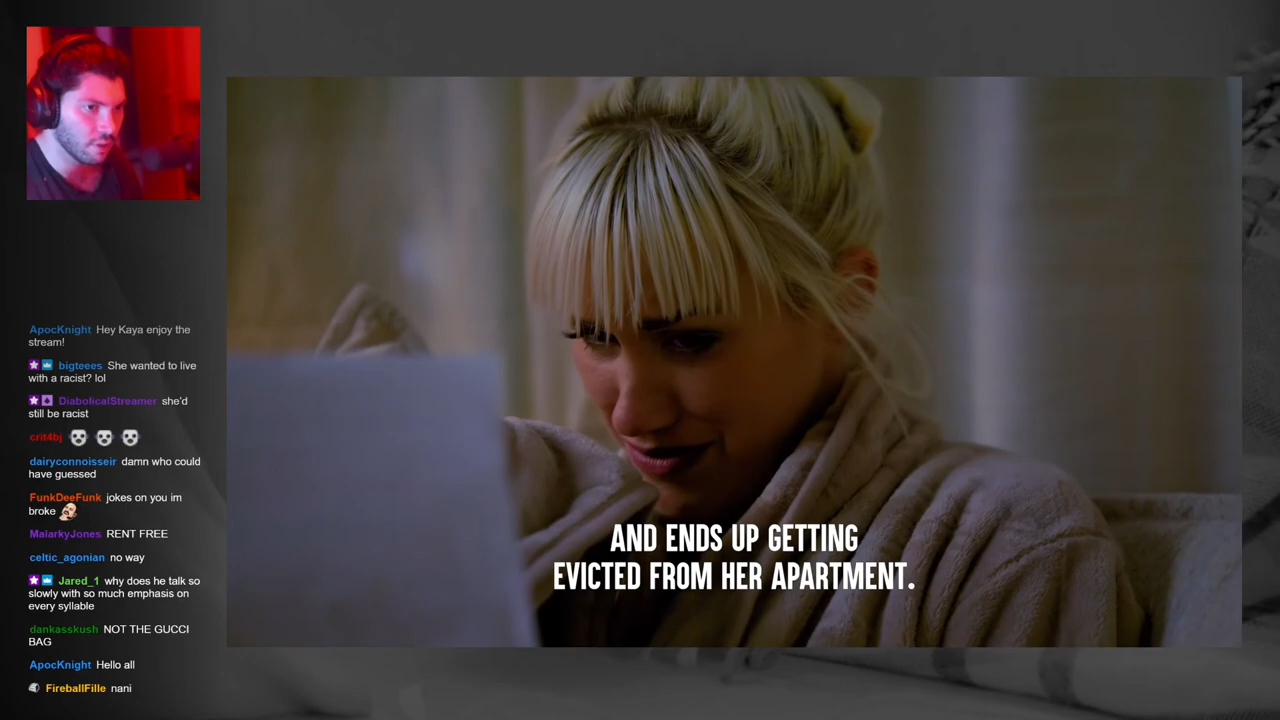 ApocKnight Hey Kaya enjoy the
stream!
bigteees She wanted to live
with a racist? lol
DiabolicalStreamer she'd
still be racist
crit4bj
dairyconnoisseir damn who could
have guessed
FunkDeeFunk jokes on you im
broke
MalarkyJones RENT FREE
celtic_agonian no way
Jared_1 why does he talk so
slowly with so much emphasis on
every syllable
dankasskush NOT THE GUCCI
BAG
ApocKnight Hello all
FireballFille nani
AND ENDS UP GETTING
EVICTED FROM HER APARTMENT.